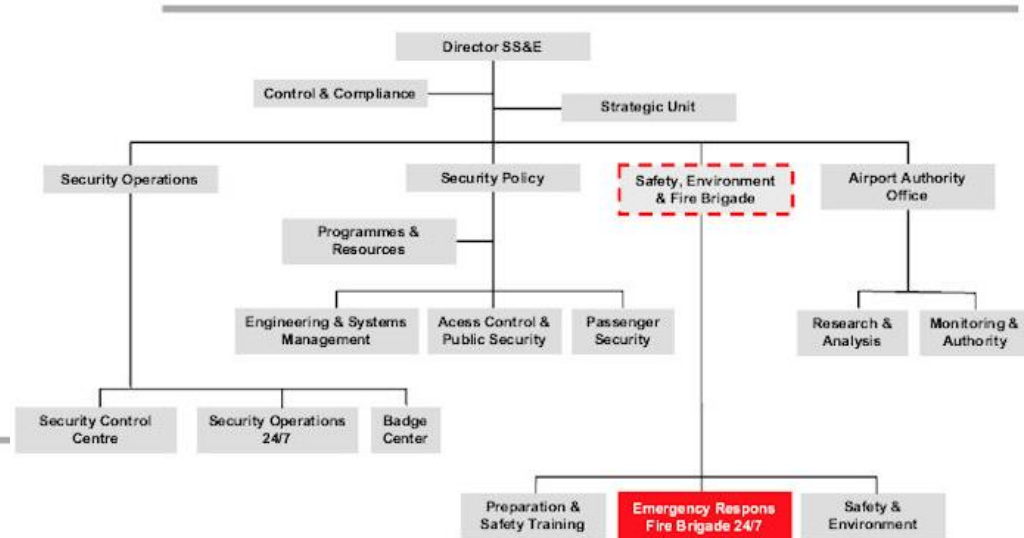 Director SS&E
Control & Compliance
Strategic Unit
Security Operations
Security Policy
Safety, Environment
& Fire Brigade
Airport Authority
Office
Programmes &
Resources
Engineering & Systems
Management
Acess Control &
Public Security
Passenger
Security
Research &
Analysis
Monitoring &
Authority
Security Control
Centre
Security Operations
24/7
Badge
Center
Preparation &
Safety Training
Emergency Respons
Fire Brigade 24/7
Safety &
Environment